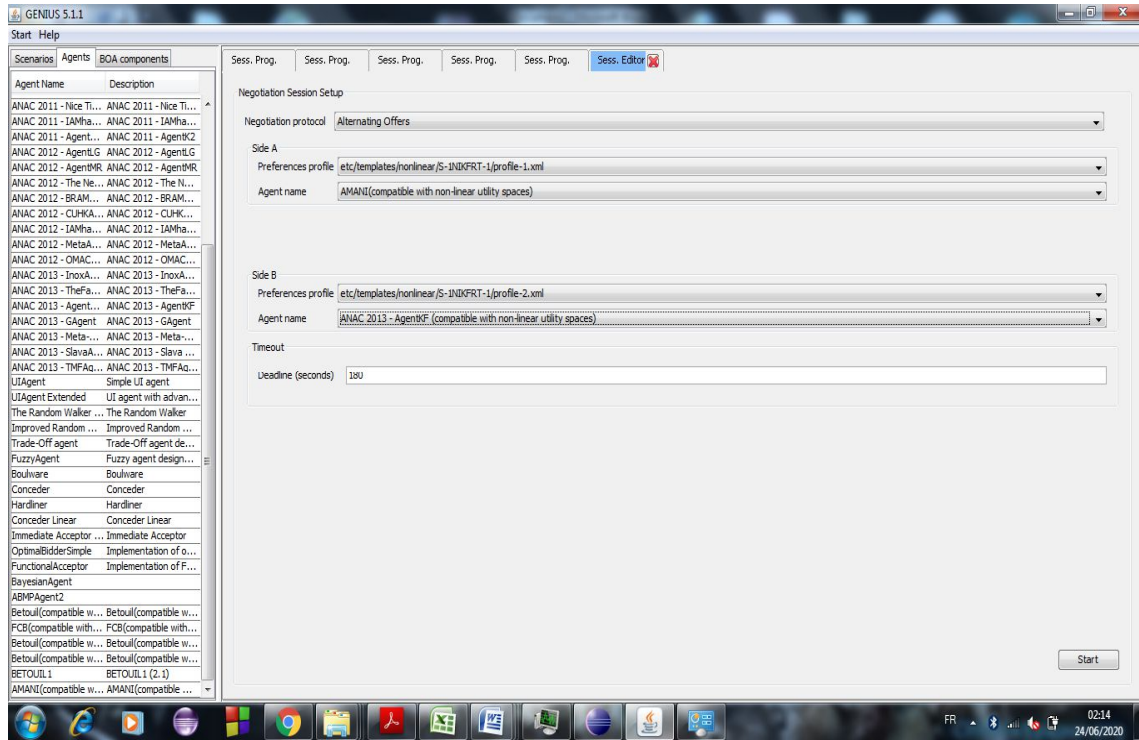 GENIUS 5.1.1
Start Help
Scenarios Agents BOA components
Agent Name Description
ANAC 2011 - Nice Ti... ANAC 2011 - Nice Ti...
ANAC 2011 - IAMha... ANAC 2011 - IAMha...
ANAC 2011 - Agent... ANAC 2011 - AgentK2
ANAC 2012 - AgentLG ANAC 2012 - AgentLG
ANAC 2012 - AgentMR ANAC 2012 - AgentMR
ANAC 2012 - The Ne... ANAC 2012 - The N...
ANAC 2012 - BRAM... ANAC 2012 - BRAM...
ANAC 2012 - CUHKA... ANAC 2012 - CUHK...
ANAC 2012 - IAMha... ANAC 2012 - IAMha...
ANAC 2012 - MetaA... ANAC 2012 - MetaA...
ANAC 2012 - OMAC... ANAC 2012 - OMAC...
ANAC 2013 - InoxA... ANAC 2013 - InoxA...
ANAC 2013 - TheFa... ANAC 2013 - TheFa...
ANAC 2013 - Agent... ANAC 2013 - AgentKF
ANAC 2013 - GAgent ANAC 2013 - GAgent
ANAC 2013 - Meta-... ANAC 2013 - Meta-...
ANAC 2013 - SlavaA... ANAC 2013 - Slava ...
ANAC 2013 - TMFAg... ANAC 2013 - TMFAg...
UIAgent Simple UI agent
UIAgent Extended UI agent with advan...
The Random Walker ... The Random Walker
Improved Random ... Improved Random ...
Trade-Off agent Trade-Off agent de...
FuzzyAgent Fuzzy agent design...
Boulware Boulware
Conceder Conceder
Hardliner Hardliner
Conceder Linear Conceder Linear
Immediate Acceptor ... Immediate Acceptor
OptimalBidderSimple Implementation of o...
FunctionalAcceptor Implementation of F...
BayesianAgent
ABMPAgent2
Betouil(compatible w... Betouil(compatible w...
FCB(compatible with... FCB(compatible with...
Betouil(compatible w... Betouil(compatible w...
Betouil(compatible w... Betouil(compatible w...
BETOUIL1 BETOUIL1 (2.1)
AMANI(compatible w... AMANI(compatible ...
Sess. Prog. Sess. Prog. Sess. Prog. Sess. Prog. Sess. Prog. Sess. Editor
Negotiation Session Setup
Negotiation protocol Alternating Offers
Side A
Preferences profile etc/templates/nonlinear/S-1NIKFRT-1/profile-1.xml
Agent name AMANI(compatible with non-linear utility spaces)
Side B
Preferences profile etc/templates/nonlinear/S-1NIKFRT-1/profile-2.xml
Agent name ANAC 2013 - AgentKF (compatible with non-linear utility spaces)
Timeout
Deadline (seconds) 180
Start
FR 02:14
24/06/2020